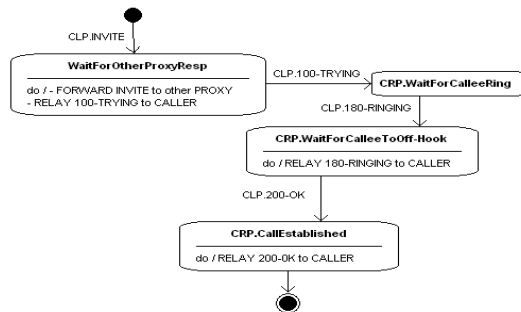 CLP.INVITE
WaitForOtherProxyResp
do / - FORWARD INVITE to other PROXY
- RELAY 100-TRYING to CALLER
CLP.100-TRYING
CRP.WaitForCalleeRing
CLP.180-RINGING
CRP.WaitForCalleeToOff-Hook
do / RELAY 180-RINGING to CALLER
CLP.200-OK
CRP.CallEstablished
do / RELAY 200-0K to CALLER